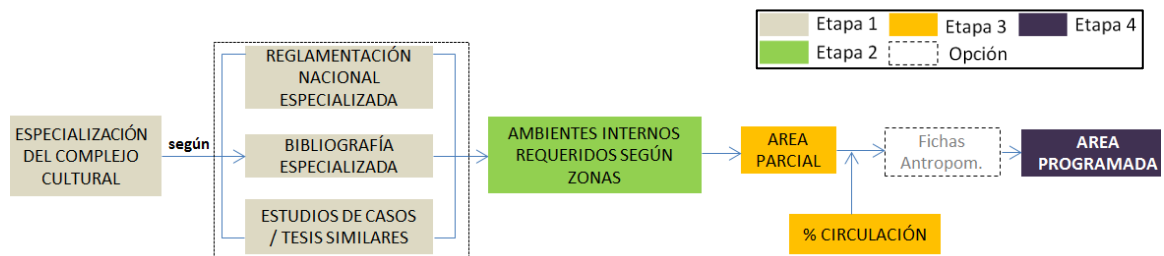 Etapa 1
Etapa 3
Etapa 4
Etapa 2
Opción
ESPECIALIZACIÓN
DEL COMPLEJO
CULTURAL
según
REGLAMENTACIÓN
NACIONAL
ESPECIALIZADA
BIBLIOGRAFÍA
ESPECIALIZADA
ESTUDIOS DE CASOS
/ TESIS SIMILARES
AMBIENTES INTERNOS
REQUERIDOS SEGÚN
ZONAS
AREA
PARCIAL
% CIRCULACIÓN
Fichas
Antropom.
AREA
PROGRAMADA